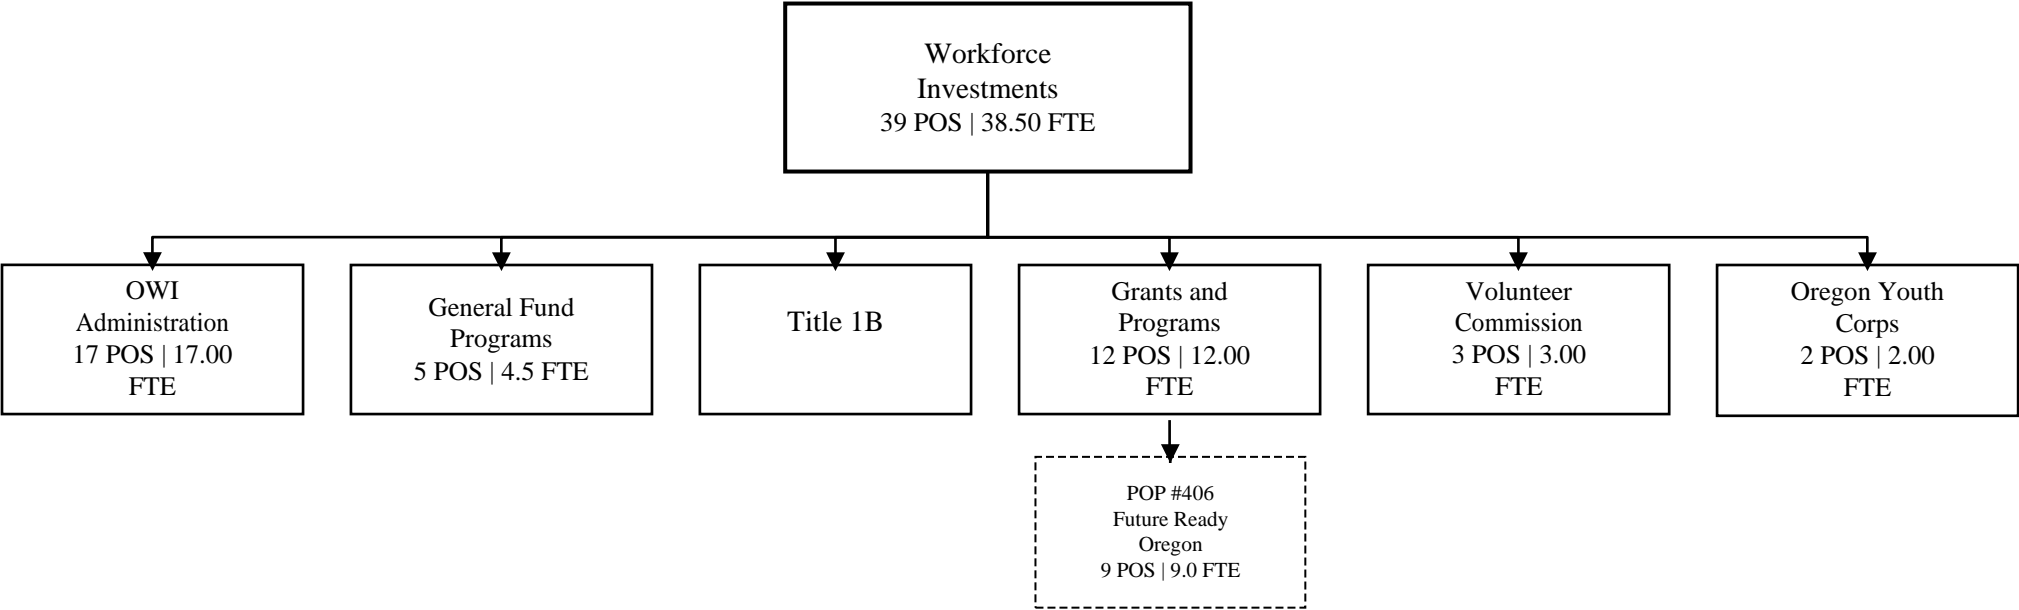 Workforce
Investments
39 POS | 38.50 FTE
OWI
Administration
17 POS | 17.00
FTE
General Fund
Programs
5 POS | 4.5 FTE
Title 1B
Grants and
Programs
12 POS | 12.00
FTE
Volunteer
Commission
3 POS | 3.00
FTE
Oregon Youth
Corps
2 POS | 2.00
FTE
POP #406
Future Ready
Oregon
9 POS | 9.0 FTE